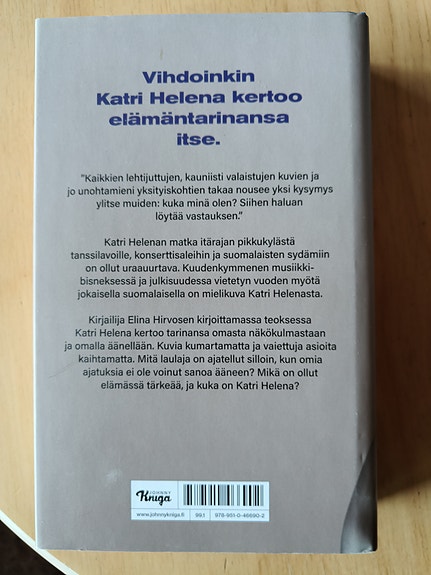 Vihdoinkin
Katri Helena kertoo
elämäntarinansa
itse.
”Kaikkien lehtijuttujen, kauniisti valaistujen kuvien ja
jo unohtamieni yksityiskohtien takaa nousee yksi kysymys
ylitse muiden: kuka minä olen? Siihen haluan
löytää vastauksen.”
Katri Helenan matka itärajan pikkukylästä
tanssilavoille, konserttisaleihin ja suomalaisten sydämiin
on ollut uraauurtava. Kuudenkymmenen musiikki-
bisneksessä ja julkisuudessa vietetyn vuoden myötä
jokaisella suomalaisella on mielikuva Katri Helenasta.
Kirjailija Elina Hirvosen kirjoittamassa teoksessa
Katri Helena kertoo tarinansa omasta näkökulmastaan
ja omalla äänellään. Kuvia kumartamatta ja vaiettuja asioita
kaihtamatta. Mitä laulaja on ajatellut silloin, kun omia
ajatuksia ei ole voinut sanoa ääneen? Mikä on ollut
elämässä tärkeää, ja kuka on Katri Helena?
JOHNNY
Kniga
www.johnnykniga.fi
99.1
978-951-0-46690-2